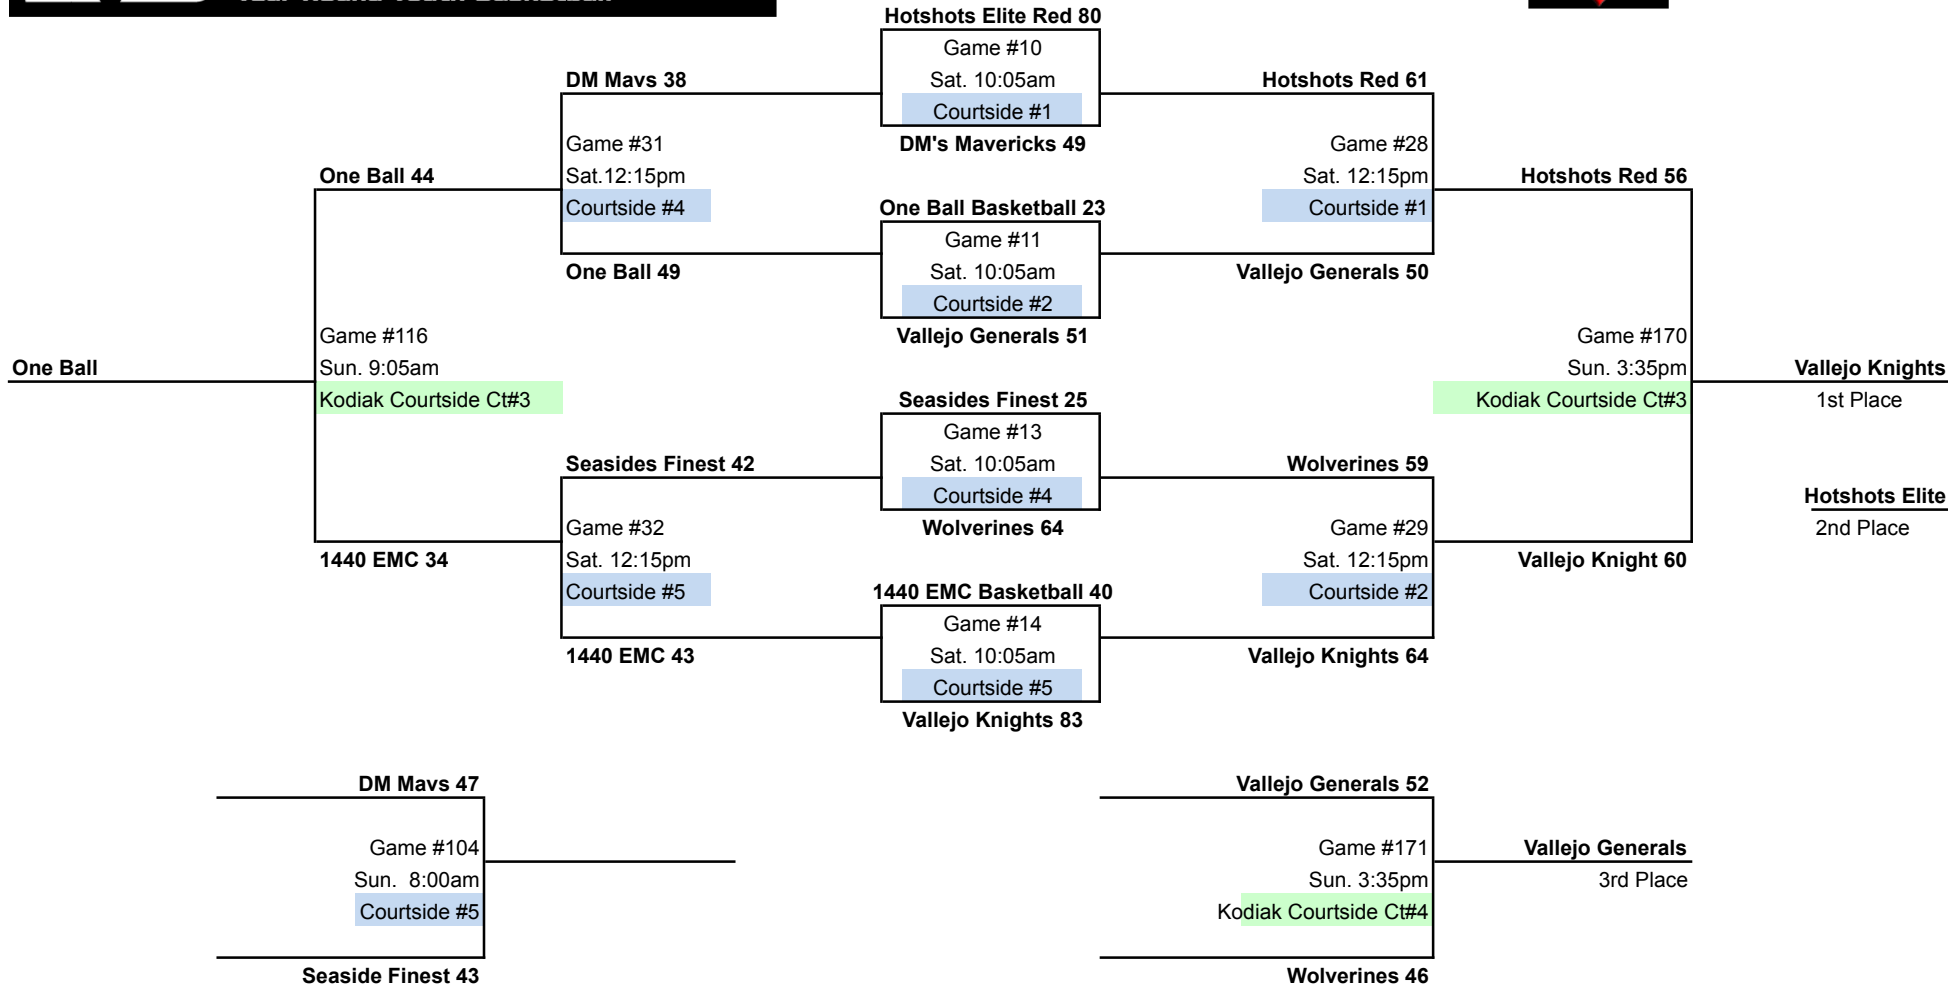 Year Round Youth Basketball
Hotshots Elite Red 80
Game #10
DM Mavs 38
Sat. 10:05am
Hotshots Red 61
Courtside #1
Game #31
DM's Mavericks 49
Game #28
One Ball 44
Sat.12:15pm
Sat. 12:15pm
Hotshots Red 56
Courtside #4
One Ball Basketball 23
Courtside #1
Game #11
One Ball 49
Sat. 10:05am
Vallejo Generals 50
Courtside #2
Game #116
Vallejo Generals 51
Game #170
One Ball
Sun. 9:05am
Sun. 3:35pm
Vallejo Knights
Kodiak Courtside Ct#3
Seasides Finest 25
Kodiak Courtside Ct#3
1st Place
Game #13
Seasides Finest 42
Sat. 10:05am
Wolverines 59
Courtside #4
Hotshots Elite
Game #32
Wolverines 64
Game #29
2nd Place
1440 EMC 34
Sat. 12:15pm
Sat. 12:15pm
Vallejo Knight 60
Courtside #5
1440 EMC Basketball 40
Courtside #2
Game #14
1440 EMC 43
Sat. 10:05am
Vallejo Knights 64
Courtside #5
Vallejo Knights 83
DM Mavs 47
Vallejo Generals 52
Game #104
Game #171
Vallejo Generals
Sun. 8:00am
Sun. 3:35pm
3rd Place
Courtside #5
Kodiak Courtside Ct#4
Seaside Finest 43
Wolverines 46